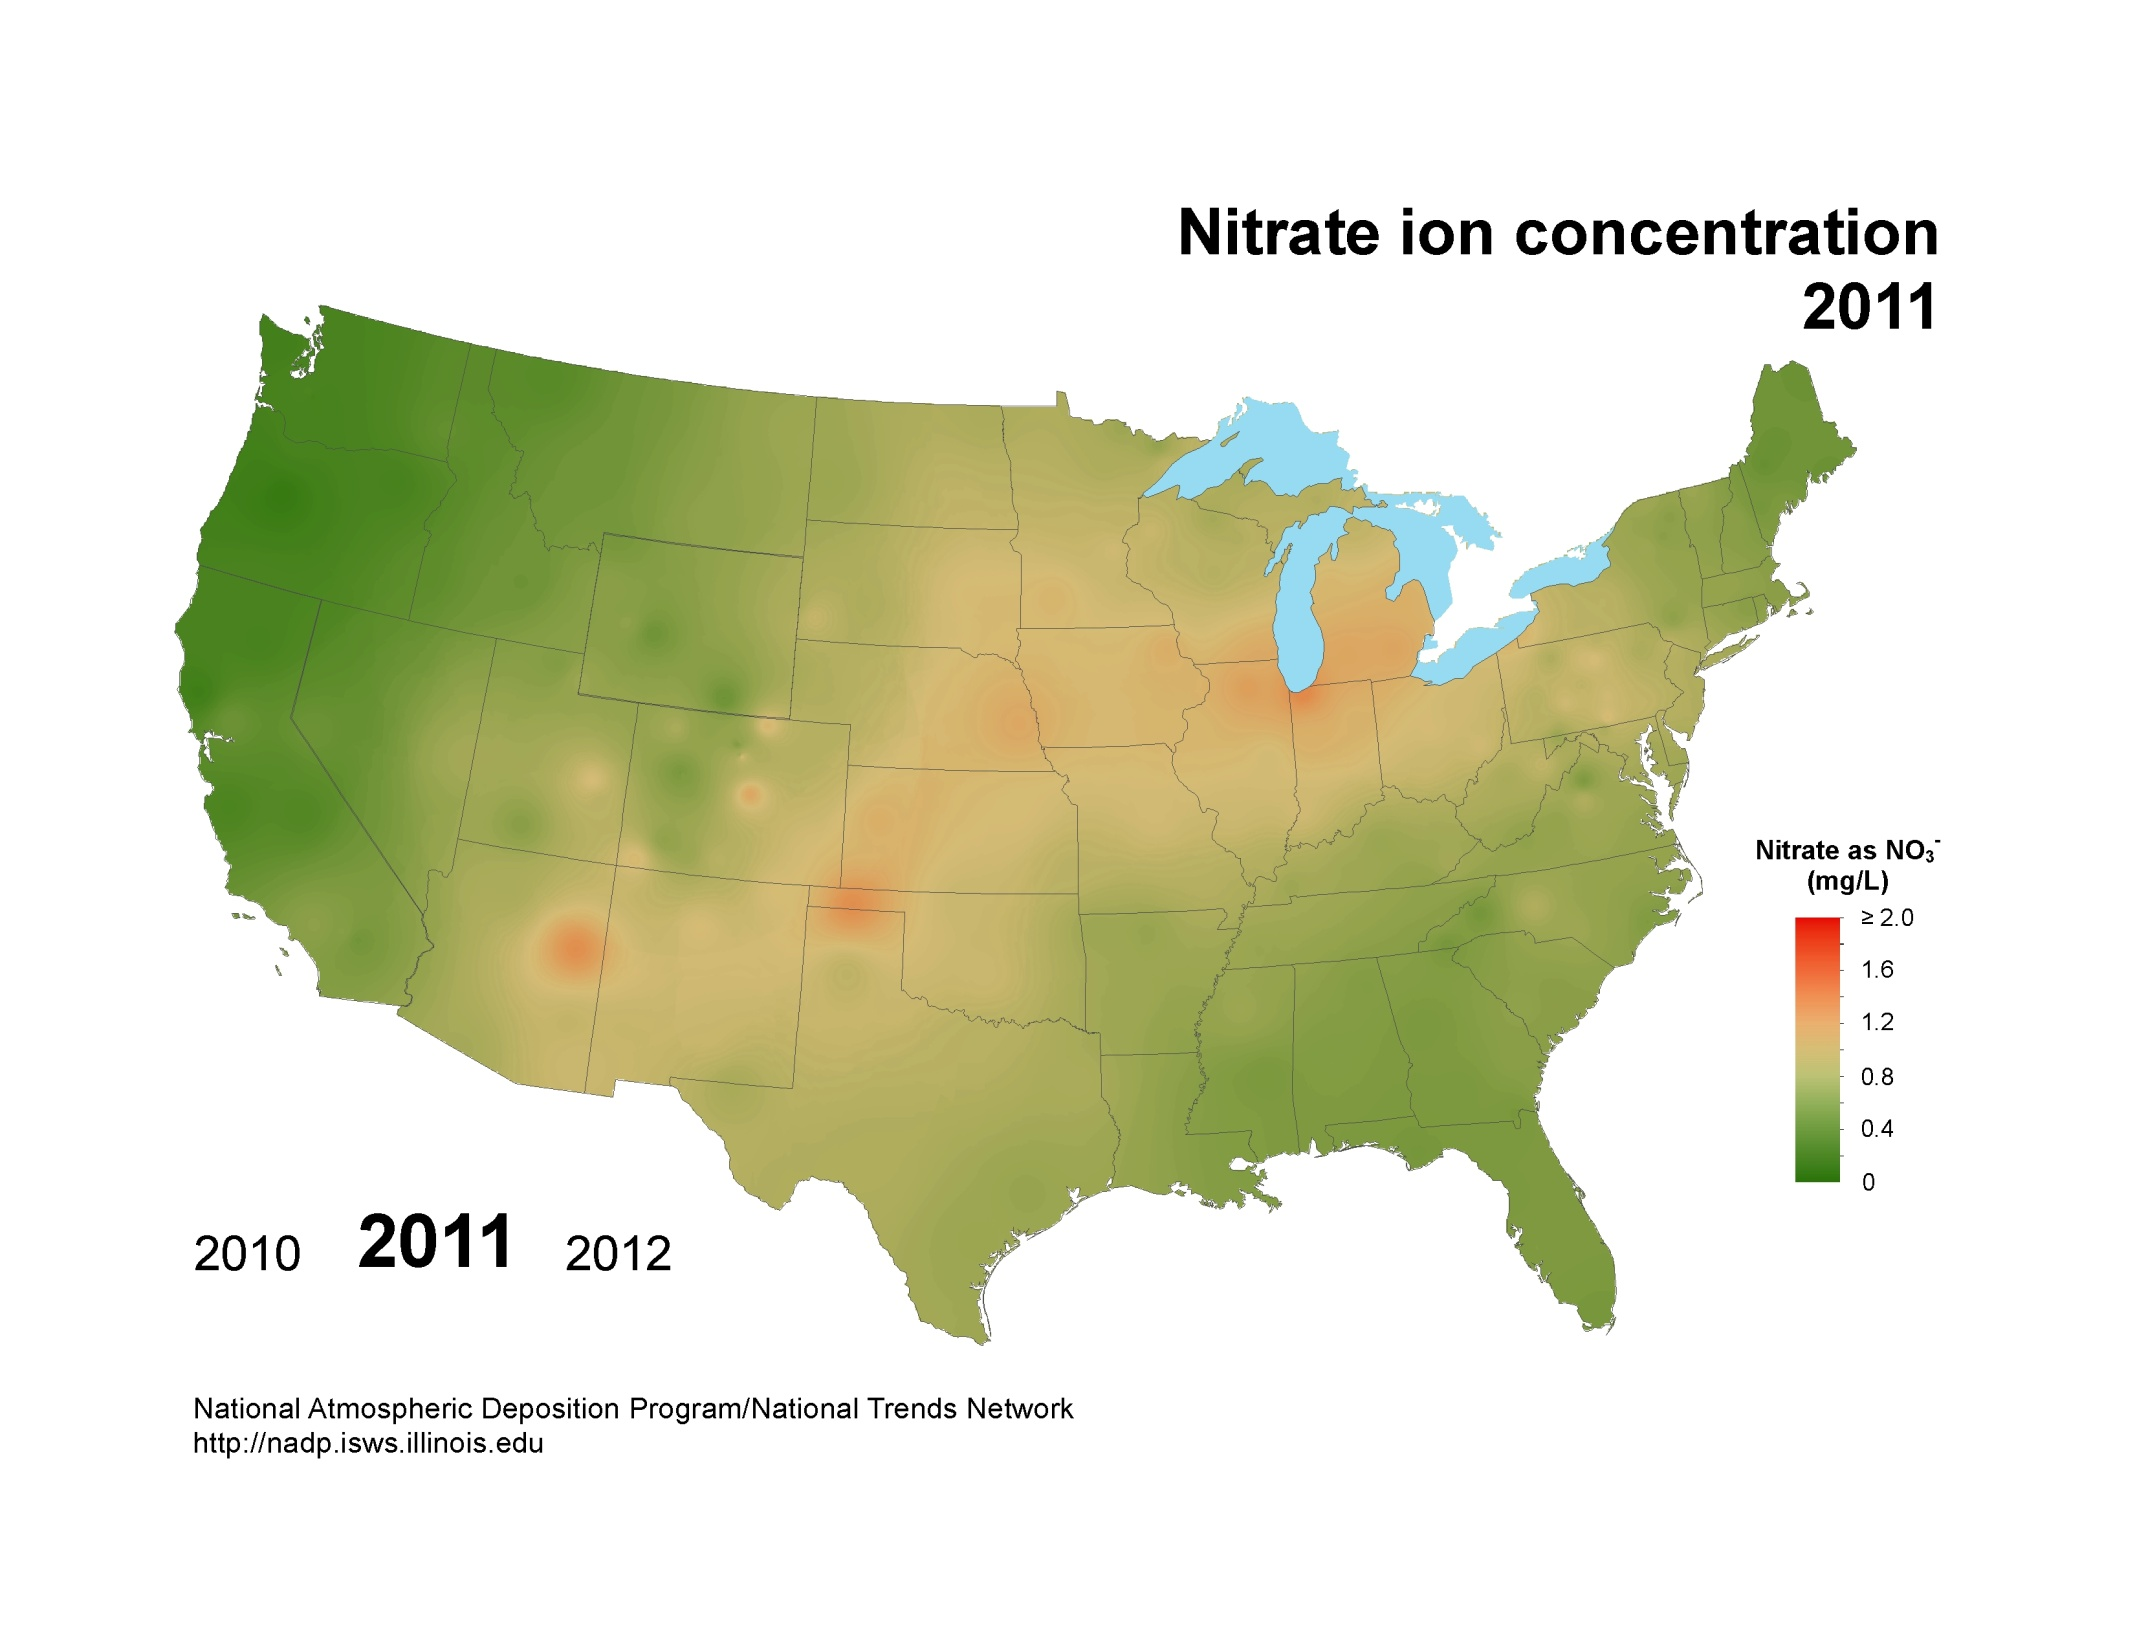 Nitrate ion concentration
2011
Nitrate as NO₃⁻
(mg/L)
≥ 2.0
1.6
1.2
0.8
0.4
0
2010 2011 2012
National Atmospheric Deposition Program/National Trends Network
http://nadp.isws.illinois.edu